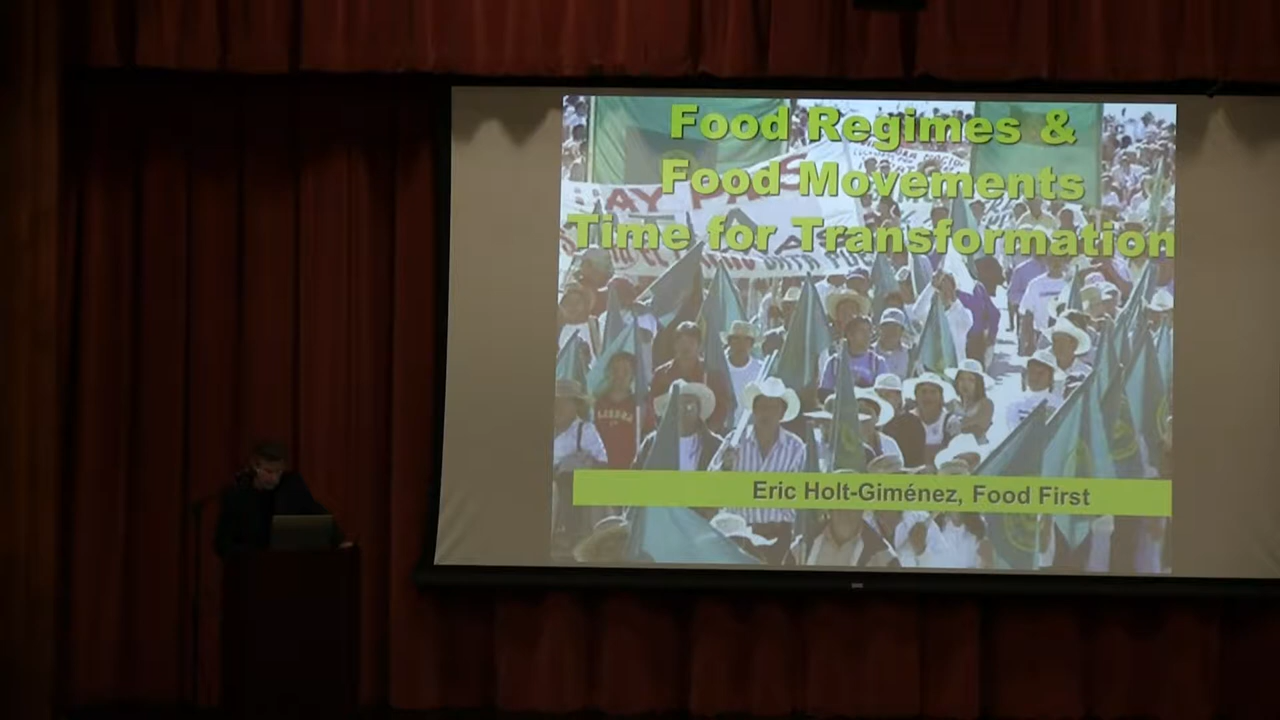 Food Regimes &
Food Movements
Time for Transformation
Eric Holt-Giménez, Food First